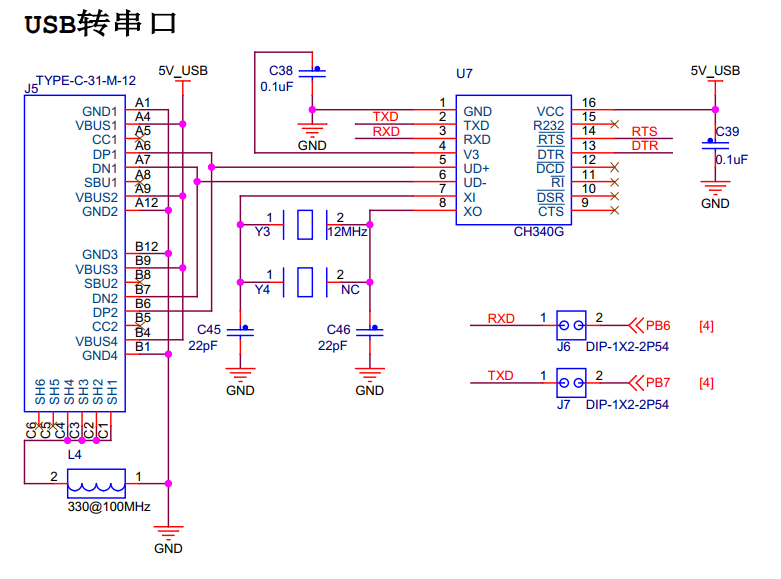 USB转串口
J5
TYPE-C-31-M-12
5V_USB
GND1
A1
VBUS1
A4
CC1
A5
DP1
A6
DN1
A7
SBU1
A8
VBUS2
A9
GND2
A12
GND3
B12
VBUS3
B9
SBU2
B8
DN2
B7
DP2
B6
CC2
B5
VBUS4
B4
GND4
B1
SH6
SH5
SH4
SH3
SH2
SH1
C6
C5
C4
C3
C2
C1
L4
2
1
330@100MHz
GND
C38
0.1uF
GND
U7
TXD
RXD
1
GND
2
TXD
3
RXD
4
V3
5
UD+
6
UD-
7
XI
8
XO
VCC
16
R232
15
RTS
14
RTS
DTR
13
DTR
DCD
12
RI
11
DSR
10
CTS
9
CH340G
5V_USB
C39
0.1uF
GND
1
2
Y3
12MHz
1
2
Y4
NC
C45
22pF
GND
C46
22pF
GND
RXD
1
2
PB6
[4]
J6
DIP-1X2-2P54
TXD
1
2
PB7
[4]
J7
DIP-1X2-2P54